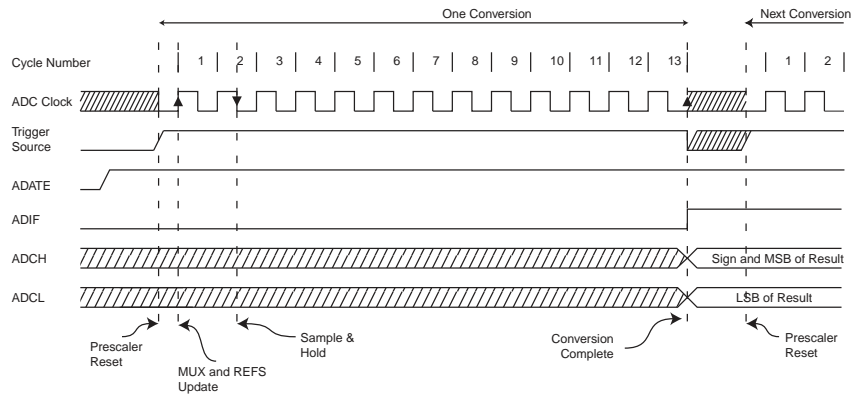 One Conversion
Next Conversion
Cycle Number
1 2 3 4 5 6 7 8 9 10 11 12 13 1 2
ADC Clock
Trigger
Source
ADATE
ADIF
ADCH
Sign and MSB of Result
ADCL
LSB of Result
Prescaler
Reset
MUX and REFS
Update
Sample &
Hold
Conversion
Complete
Prescaler
Reset